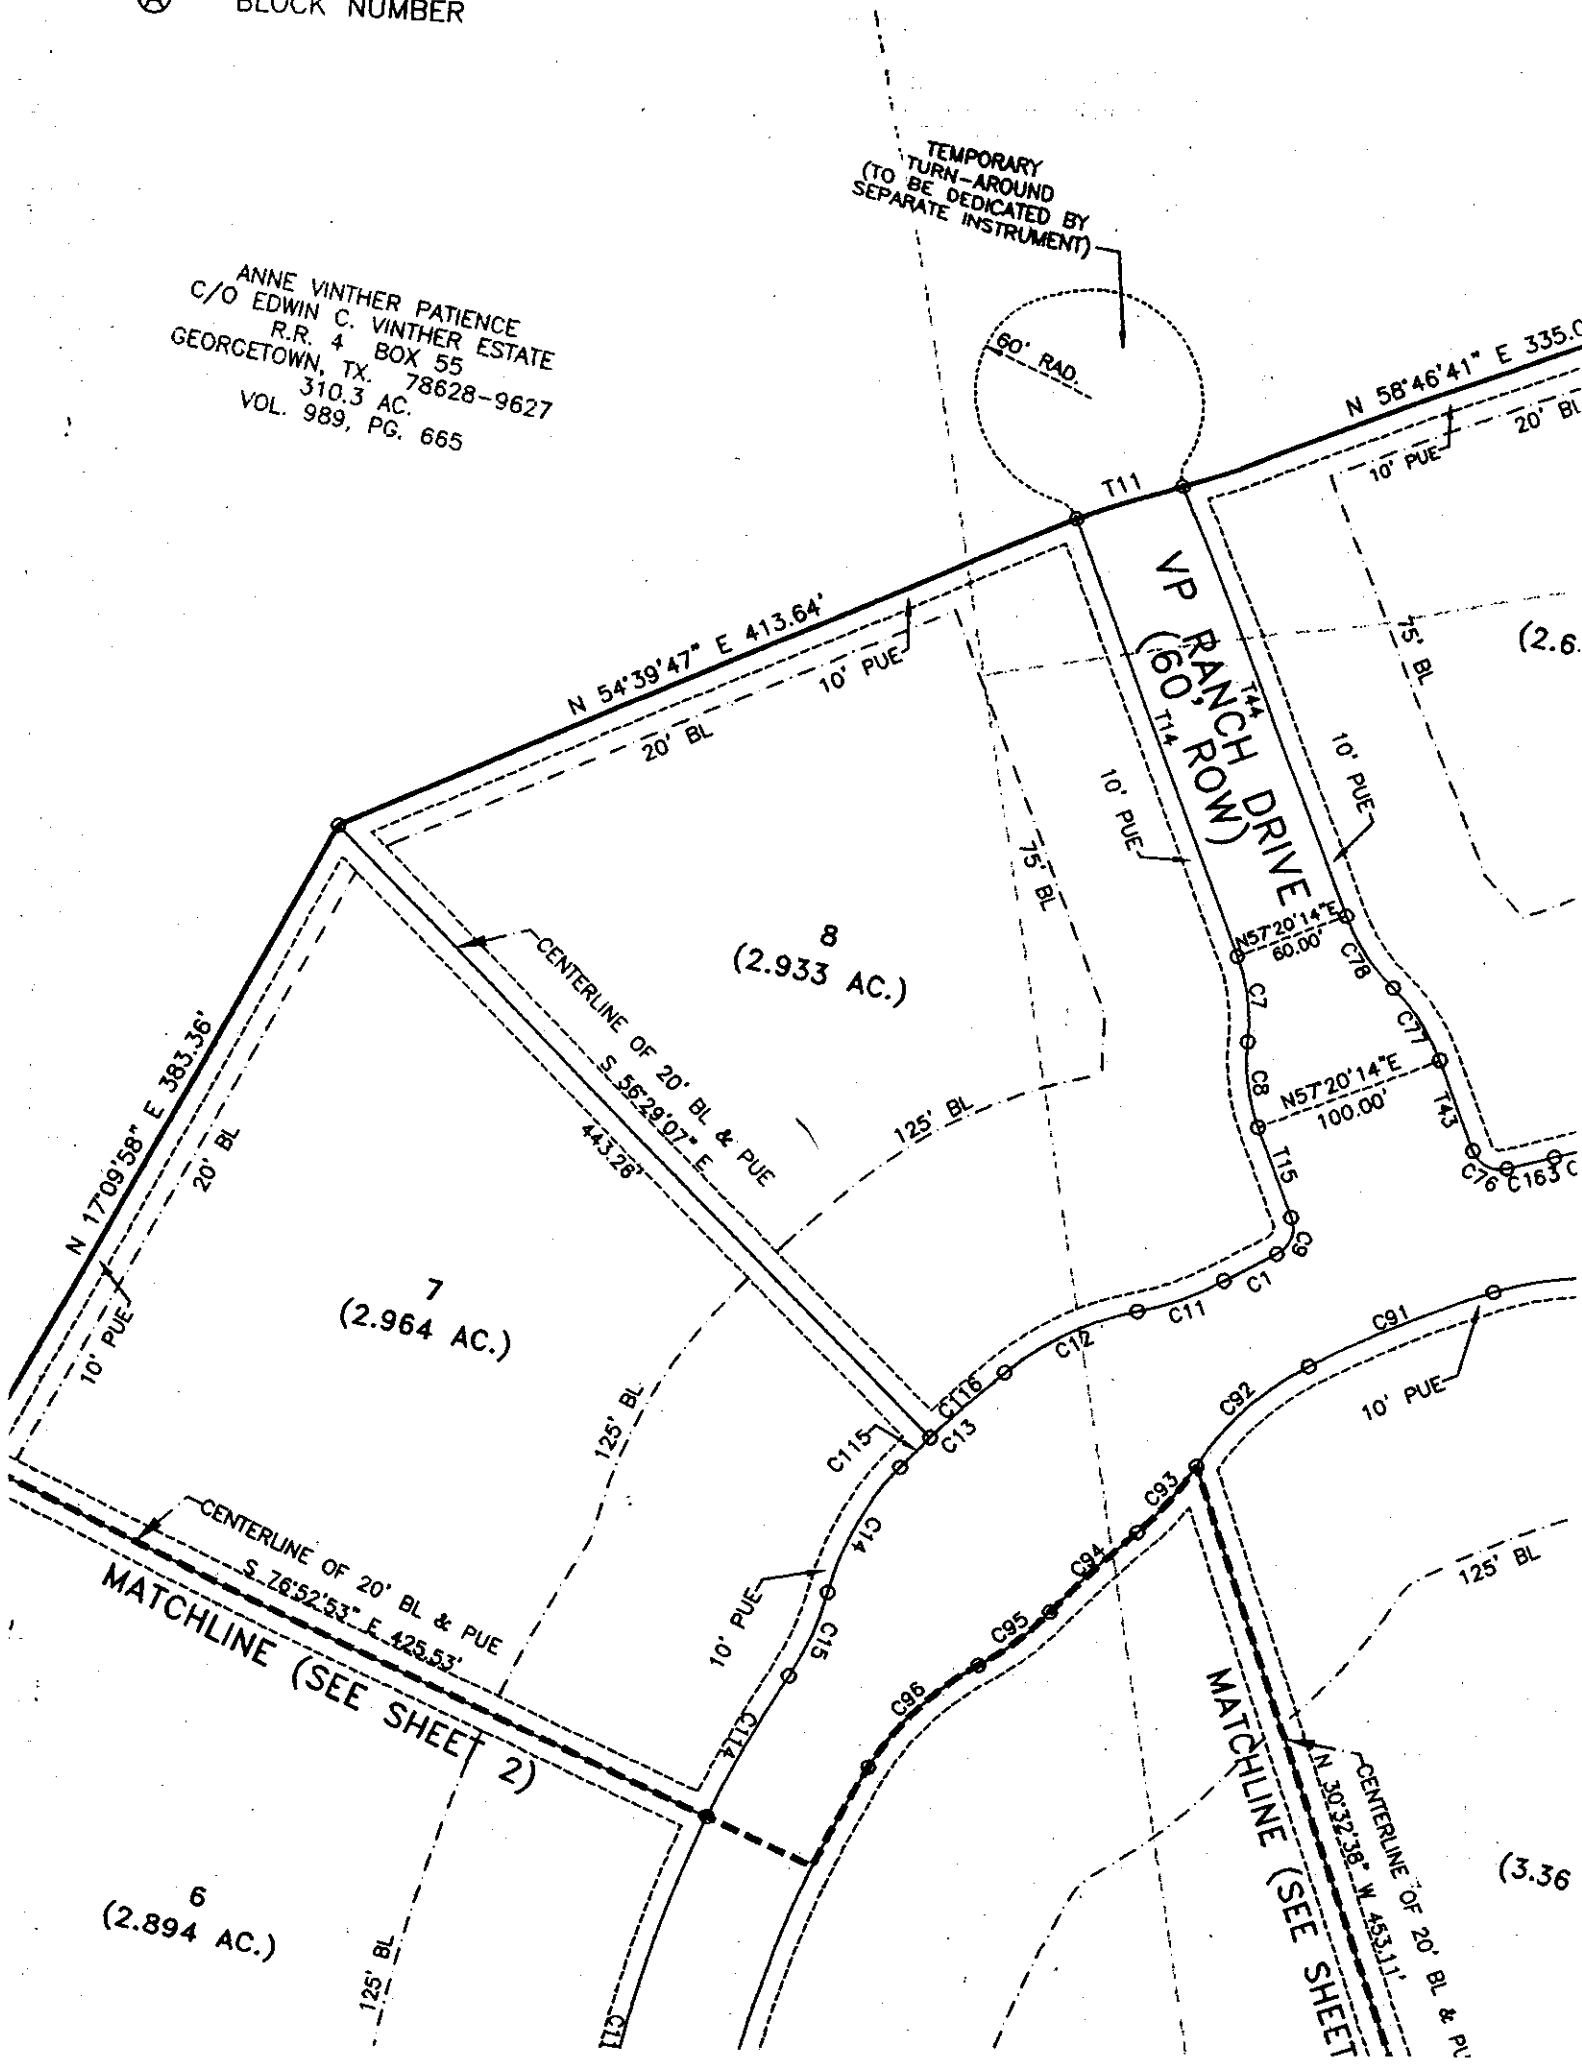 BLOCK NUMBER
TEMPORARY
TURN-AROUND
(TO BE DEDICATED BY
SEPARATE INSTRUMENT)
ANNE VINTHER PATIENCE
C/O EDWIN C. VINTHER ESTATE
R.R. 4 BOX 55
GEORGETOWN, TX. 78628-9627
310.3 AC.
VOL. 989, PG. 665
60' RAD.
N 58°46'41" E 335.0
10' PUE
20' BL
T11
VP RANCH DRIVE
(60' ROW)
T14
T44
10' PUE
10' PUE
75' BL
(2.6
N 54°39'47" E 413.64'
10' PUE
20' BL
75' BL
8
(2.933 AC.)
N57°20'14"E
60.00'
C78
C7
C77
C8
N57°20'14"E
100.00'
T43
T15
C76
C163
C
C9
C1
C11
C12
C91
10' PUE
CENTERLINE OF 20' BL & PUE
S 56°29'07" E
443.26'
125' BL
N 17°09'58" E 383.36'
20' BL
10' PUE
7
(2.964 AC.)
125' BL
C116
C13
C115
C92
C93
C94
C95
C96
C14
C15
10' PUE
C114
CENTERLINE OF 20' BL & PUE
S 76°52'53" E 425.53'
MATCHLINE (SEE SHEET 2)
125' BL
MATCHLINE (SEE SHEET
CENTERLINE OF 20' BL & PU
N 30°32'38" W 453.11'
(3.36
6
(2.894 AC.)
125' BL
C11